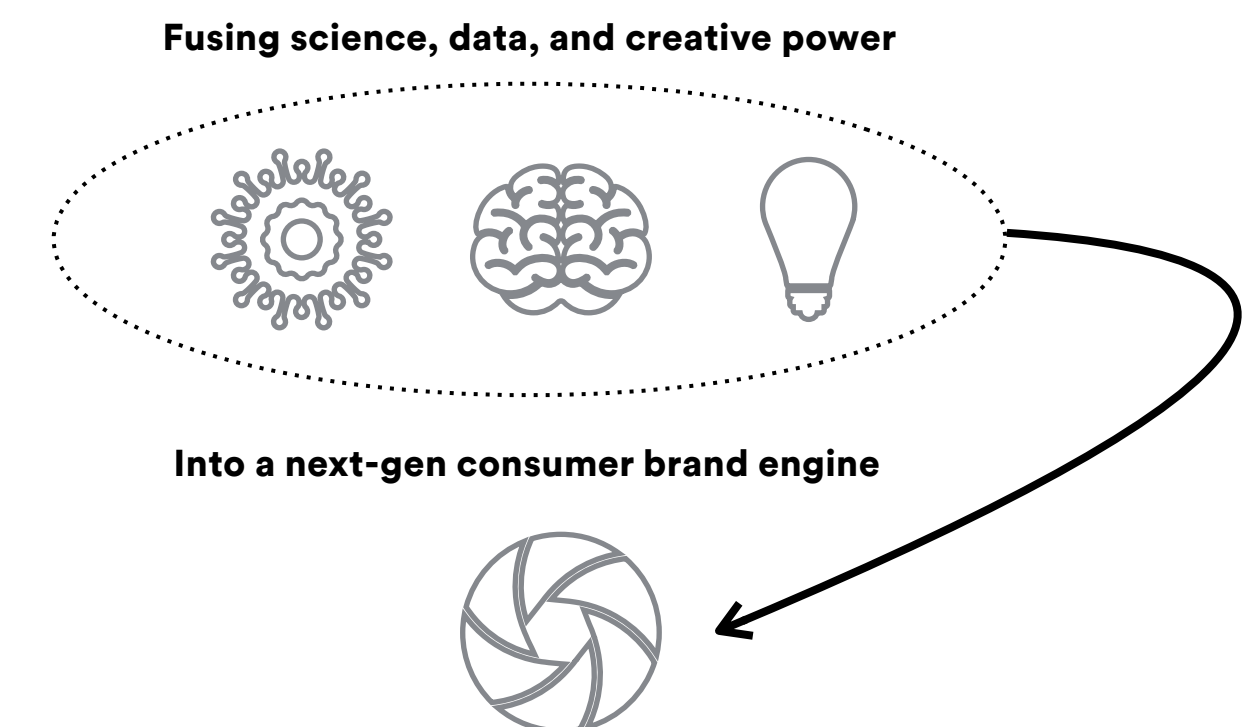 Fusing science, data, and creative power
Into a next-gen consumer brand engine